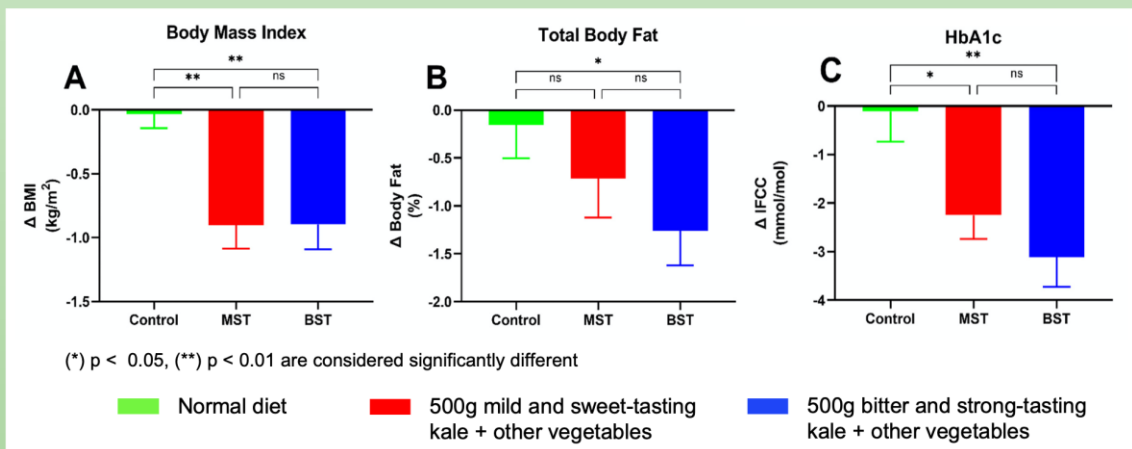 Body Mass Index
A
**
**
ns
0.0
-0.5
-1.0
-1.5
Δ BMI
(kg/m²)
Control
MST
BST
Total Body Fat
B
*
ns
ns
0.0
-0.5
-1.0
-1.5
-2.0
Δ Body Fat
(%)
Control
MST
BST
HbA1c
C
**
*
ns
0
-1
-2
-3
-4
Δ IFCC
(mmol/mol)
Control
MST
BST
(*) p < 0.05, (**) p < 0.01 are considered significantly different
Normal diet
500g mild and sweet-tasting
kale + other vegetables
500g bitter and strong-tasting
kale + other vegetables